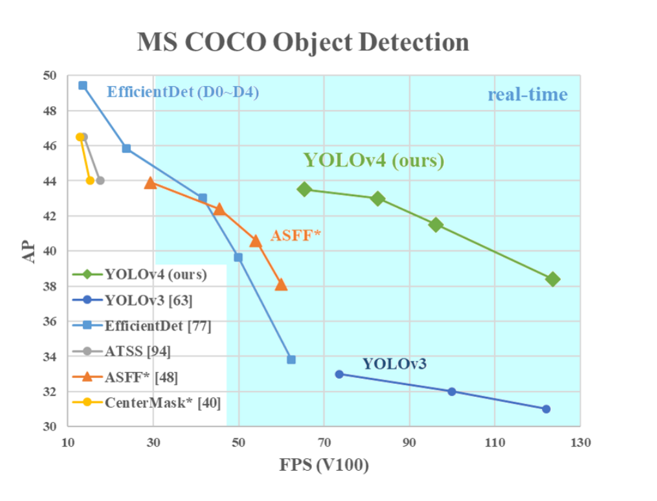 MS COCO Object Detection
50
48
46
44
42
40
38
36
34
32
30
AP
EfficientDet (D0~D4)
real-time
YOLOv4 (ours)
ASFF*
YOLOv3
YOLOv4 (ours)
YOLOv3 [63]
EfficientDet [77]
ATSS [94]
ASFF* [48]
CenterMask* [40]
10 30 50 70 90 110 130
FPS (V100)